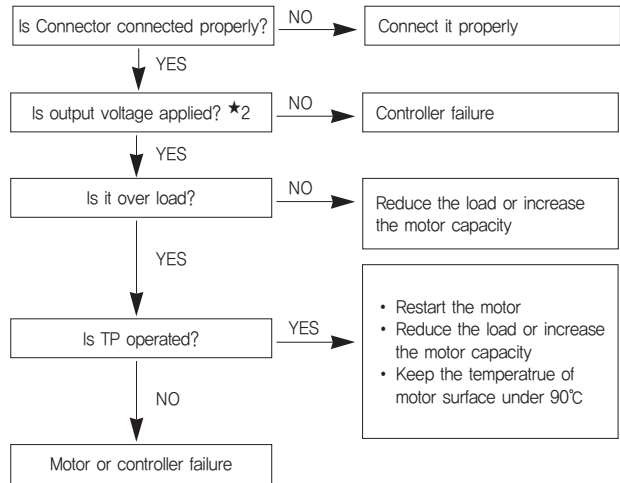 Is Connector connected properly?
NO
Connect it properly
YES
Is output voltage applied? ★2
NO
Controller failure
YES
Is it over load?
NO
Reduce the load or increase
the motor capacity
YES
Is TP operated?
YES
• Restart the motor
• Reduce the load or increase
the motor capacity
• Keep the temperatrue of
motor surface under 90℃
NO
Motor or controller failure